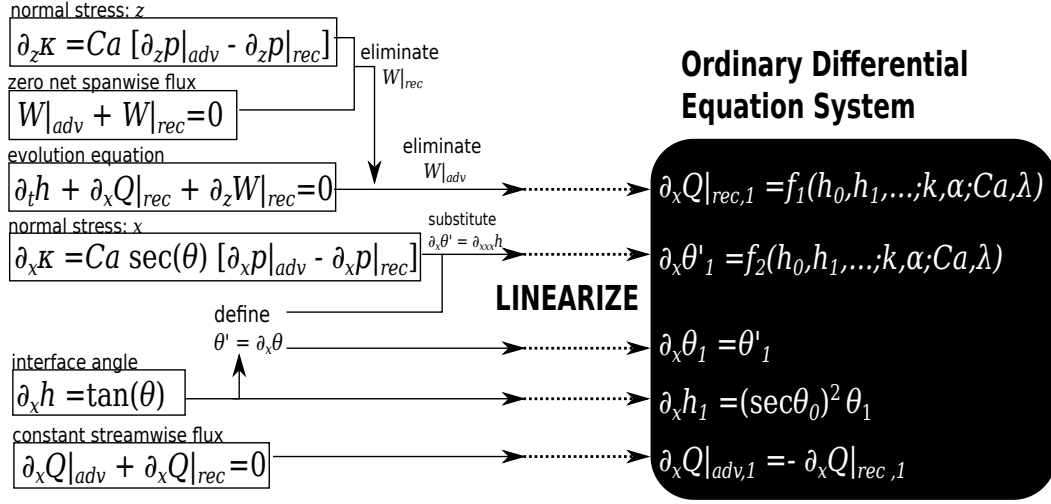 normal stress: z
∂zκ =Ca [∂zp|adv - ∂zp|rec]
eliminate
W|rec
zero net spanwise flux
W|adv + W|rec=0
evolution equation
∂th + ∂xQ|rec + ∂zW|rec=0
eliminate
W|adv
normal stress: x
∂xκ =Ca sec(θ) [∂xp|adv - ∂xp|rec]
substitute
∂xθ' = ∂xxxh
define
θ' = ∂xθ
LINEARIZE
interface angle
∂xh =tan(θ)
constant streamwise flux
∂xQ|adv + ∂xQ|rec=0
Ordinary Differential
Equation System
∂xQ|rec,1 =f1(h0,h1,...;k,α;Ca,λ)
∂xθ'1 =f2(h0,h1,...;k,α;Ca,λ)
∂xθ1 =θ'1
∂xh1 =(secθ0)² θ1
∂xQ|adv,1 =- ∂xQ|rec ,1